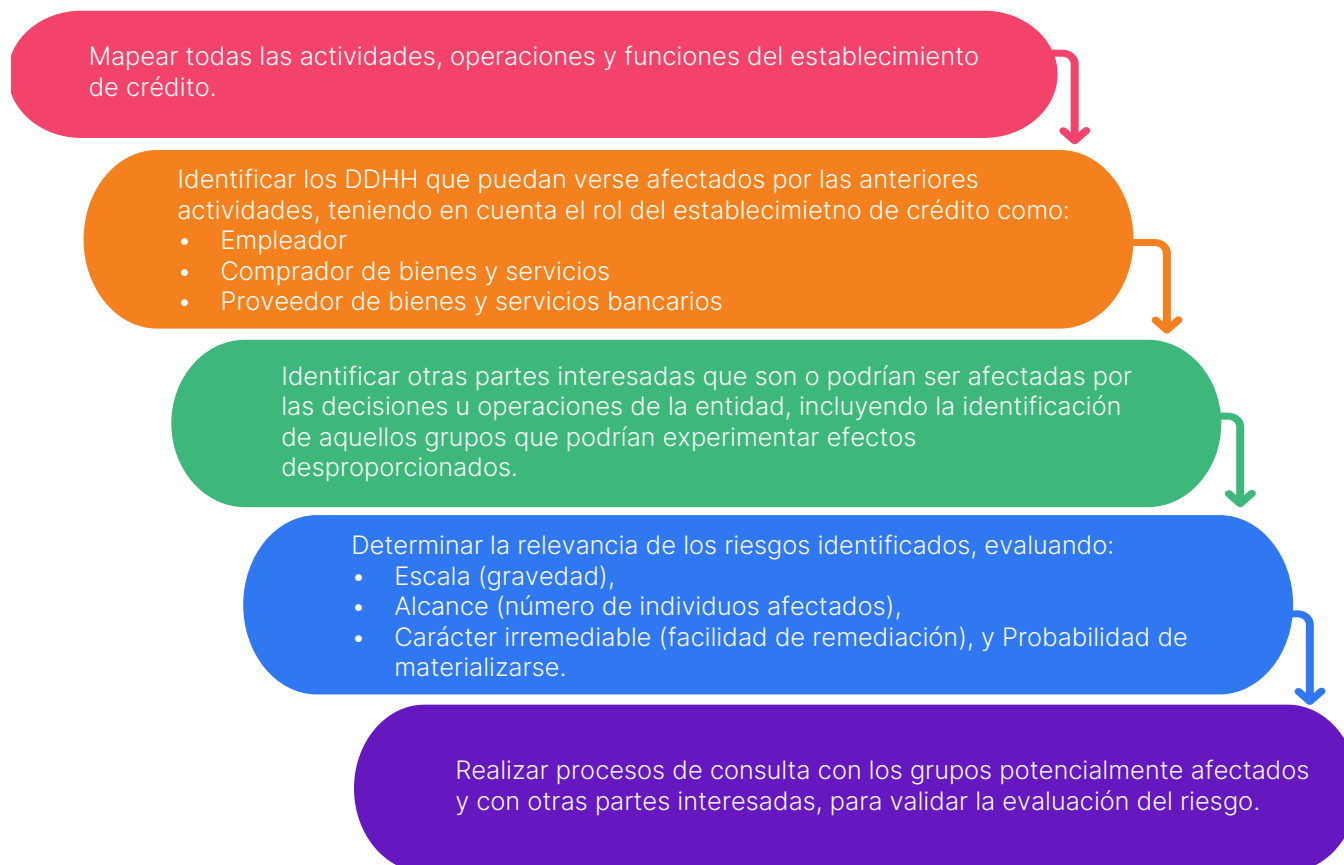 Mapear todas las actividades, operaciones y funciones del establecimiento
de crédito.
Identificar los DDHH que puedan verse afectados por las anteriores
actividades, teniendo en cuenta el rol del establecimietno de crédito como:
• Empleador
• Comprador de bienes y servicios
• Proveedor de bienes y servicios bancarios
Identificar otras partes interesadas que son o podrían ser afectadas por
las decisiones u operaciones de la entidad, incluyendo la identificación
de aquellos grupos que podrían experimentar efectos
desproporcionados.
Determinar la relevancia de los riesgos identificados, evaluando:
• Escala (gravedad),
• Alcance (número de individuos afectados),
• Carácter irremediable (facilidad de remediación), y Probabilidad de
materializarse.
Realizar procesos de consulta con los grupos potencialmente afectados
y con otras partes interesadas, para validar la evaluación del riesgo.